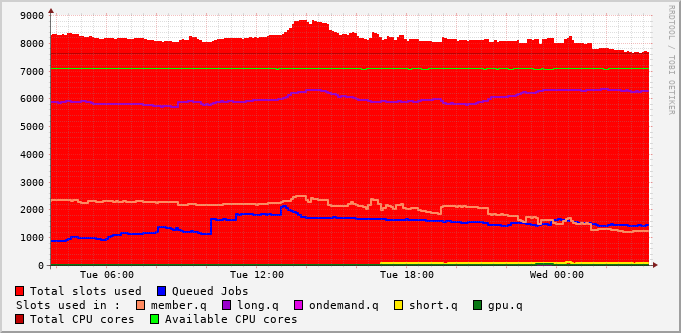 9000
8000
7000
6000
5000
4000
3000
2000
1000
0
Tue 06:00 Tue 12:00 Tue 18:00 Wed 00:00
RRDTOOL / TOBI OETIKER
Total slots used Queued Jobs
Slots used in : member.q long.q ondemand.q short.q gpu.q
Total CPU cores Available CPU cores